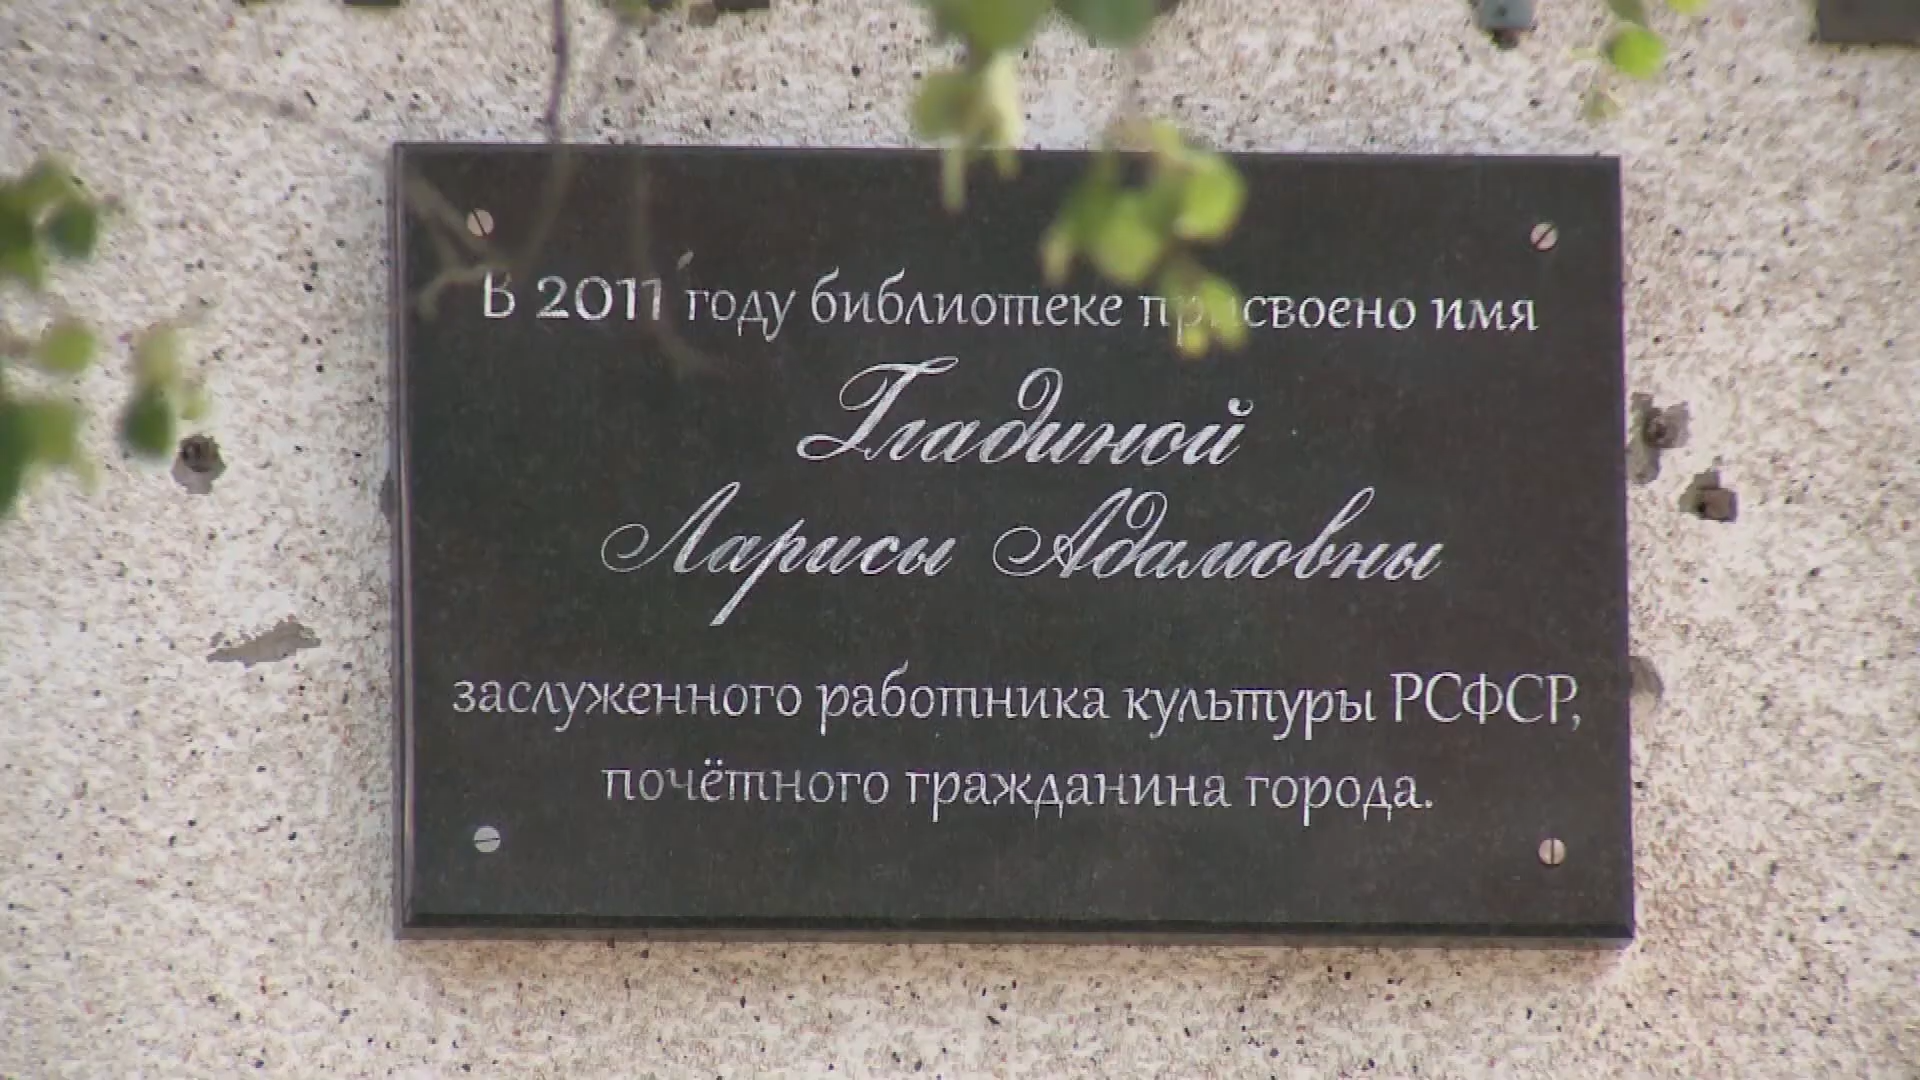 В 2011 году библиотеке присвоено имя
Гладиной
Ларисы Адамовны
заслуженного работника культуры РСФСР,
почётного гражданина города.